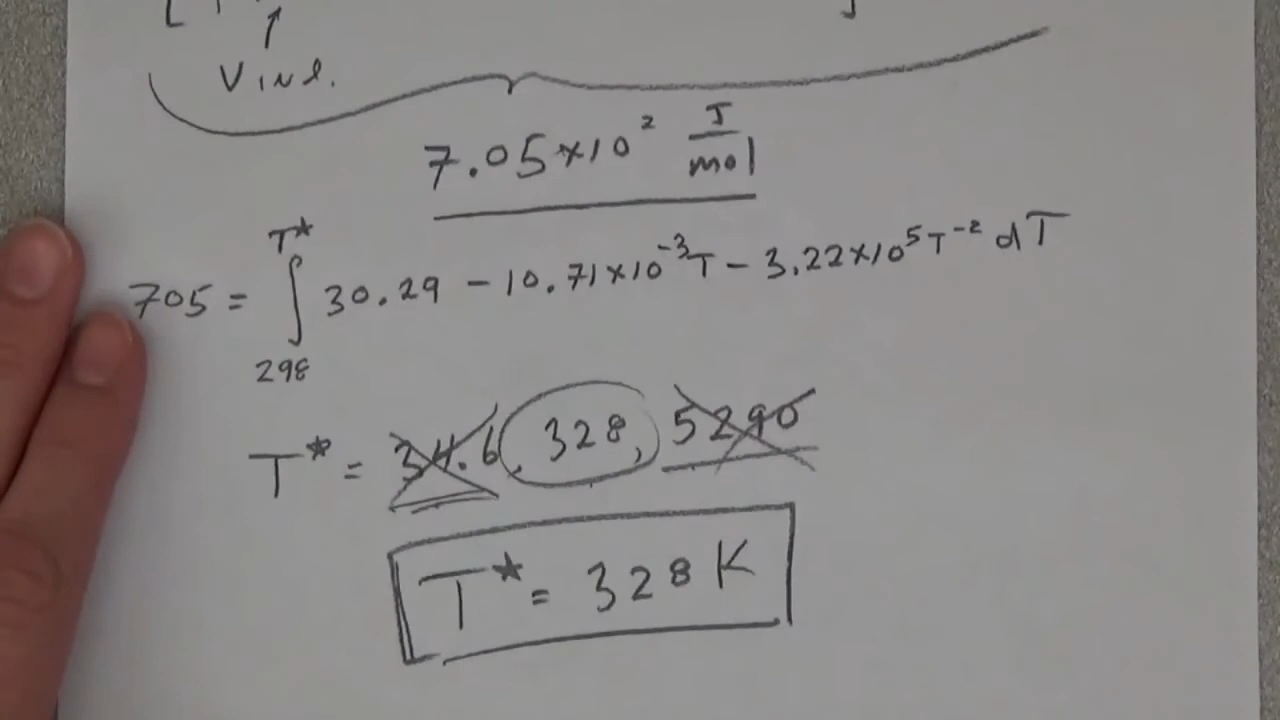 V ind.
7.05×10² J/mol
705 = ∫₂₉₈^T* 30.29 - 10.71×10⁻³T - 3.22×10⁵T⁻² dT
T* = 34.6, 328, 5290
T* = 328 K